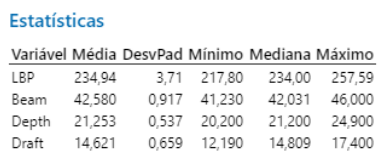 Estatísticas
Variável Média DesvPad Mínimo Mediana Máximo
LBP 234,94 3,71 217,80 234,00 257,59
Beam 42,580 0,917 41,230 42,031 46,000
Depth 21,253 0,537 20,200 21,200 24,900
Draft 14,621 0,659 12,190 14,809 17,400